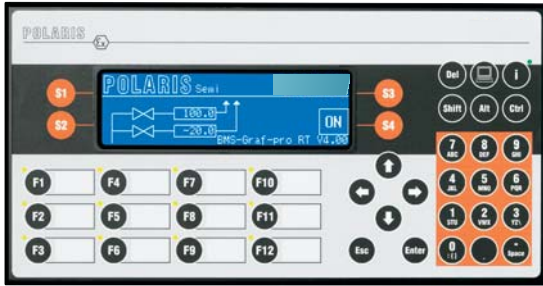 POLARIS
Ex
Del
i
S1
POLARIS Semi
S3
Shift
Alt
Ctrl
S2
100.0
-20.0
ON
S4
BMS-Graf-pro RT V4.00
7
ABC
8
DEF
9
GHI
F1
F4
F7
F10
4
JKL
5
MNO
6
PQR
F2
F5
F8
F11
1
STU
2
VWX
3
YZ\
F3
F6
F9
F12
Esc
Enter
0
:()
.
-
Space